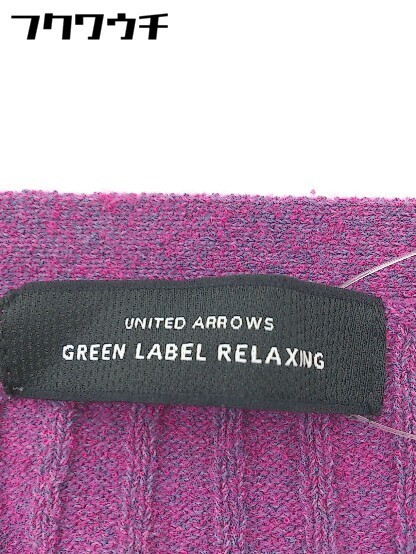 フクワウチ
UNITED ARROWS
GREEN LABEL RELAXING